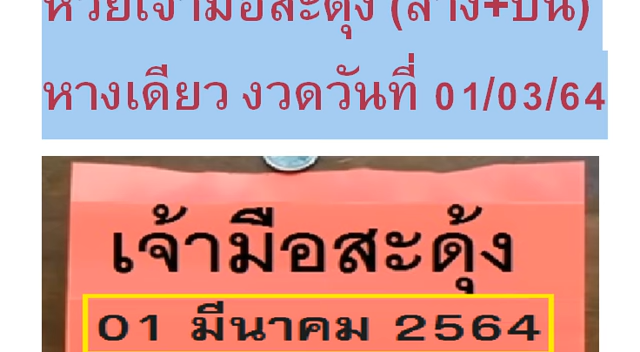 หวยเจ้ามือสะดุ้ง (ล่าง+บน)
หางเดียว งวดวันที่ 01/03/64
เจ้ามือสะดุ้ง
01 มีนาคม 2564